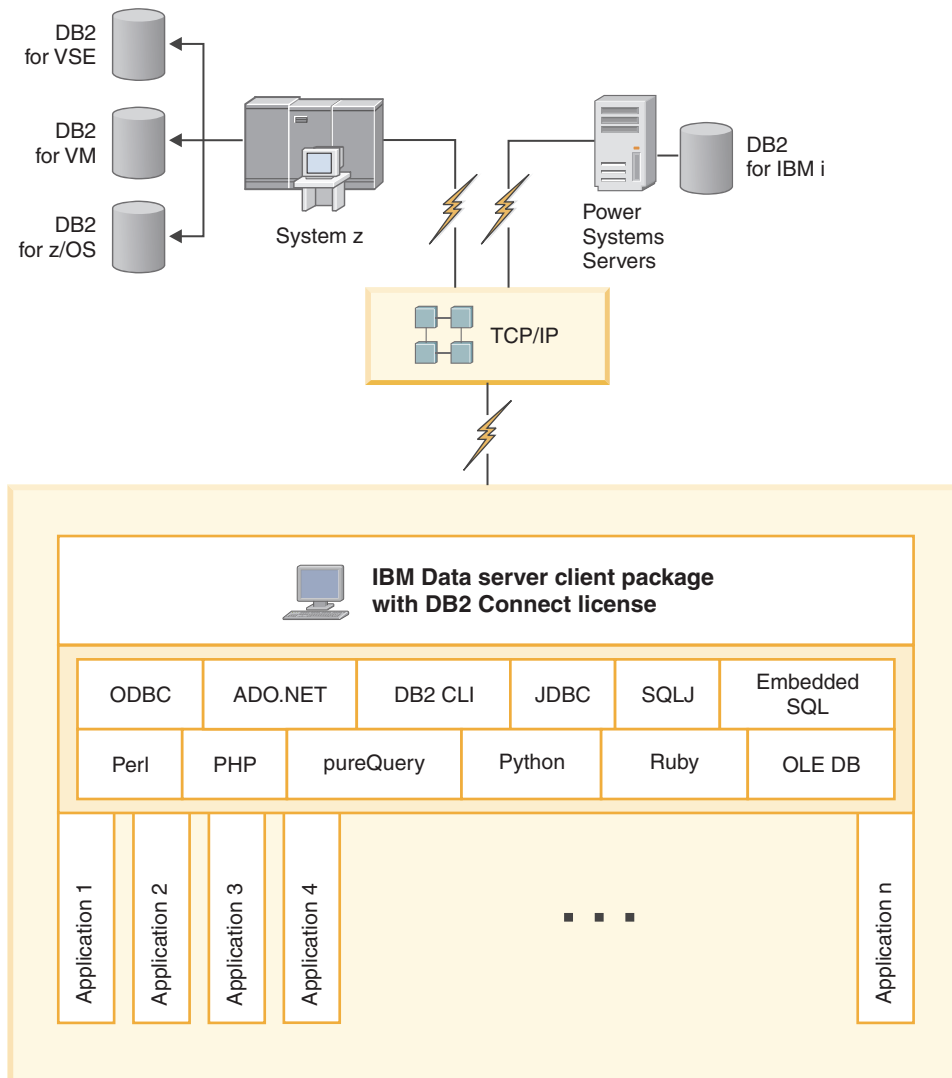 DB2
for VSE
DB2
for VM
DB2
for z/OS
System z
Power
Systems
Servers
DB2
for IBM i
TCP/IP
IBM Data server client package
with DB2 Connect license
ODBC
ADO.NET
DB2 CLI
JDBC
SQLJ
Embedded
SQL
Perl
PHP
pureQuery
Python
Ruby
OLE DB
Application 1
Application 2
Application 3
Application 4
. . .
Application n